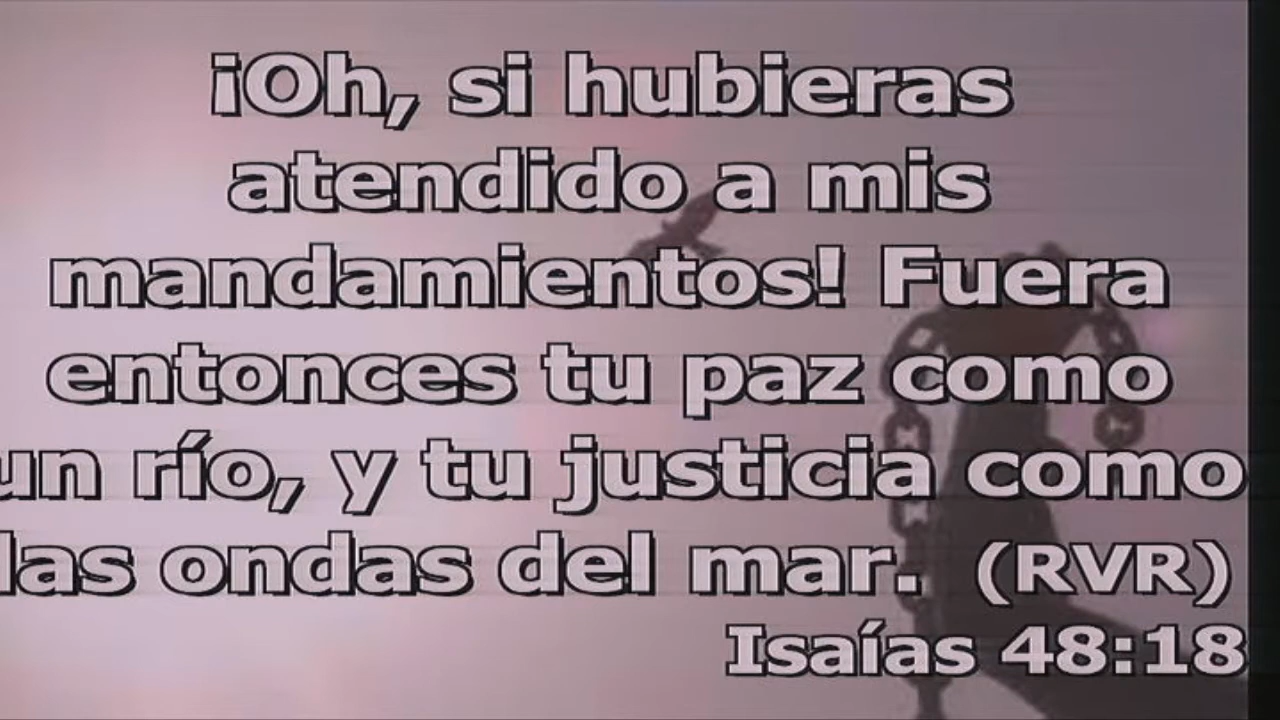 ¡Oh, si hubieras
atendido a mis
mandamientos! Fuera
entonces tu paz como
un río, y tu justicia como
las ondas del mar. (RVR)
Isaías 48:18